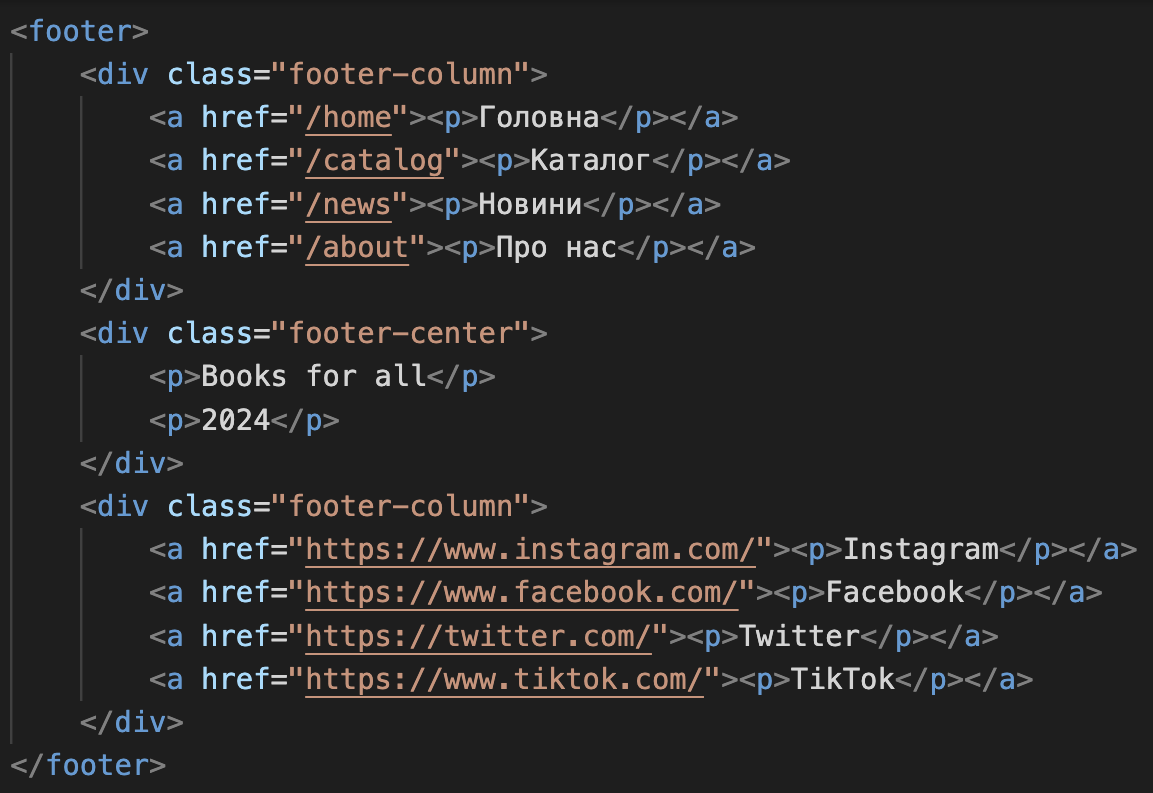 <footer>
    <div class="footer-column">
        <a href="/home"><p>Головна</p></a>
        <a href="/catalog"><p>Каталог</p></a>
        <a href="/news"><p>Новини</p></a>
        <a href="/about"><p>Про нас</p></a>
    </div>
    <div class="footer-center">
        <p>Books for all</p>
        <p>2024</p>
    </div>
    <div class="footer-column">
        <a href="https://www.instagram.com/"><p>Instagram</p></a>
        <a href="https://www.facebook.com/"><p>Facebook</p></a>
        <a href="https://twitter.com/"><p>Twitter</p></a>
        <a href="https://www.tiktok.com/"><p>TikTok</p></a>
    </div>
</footer>